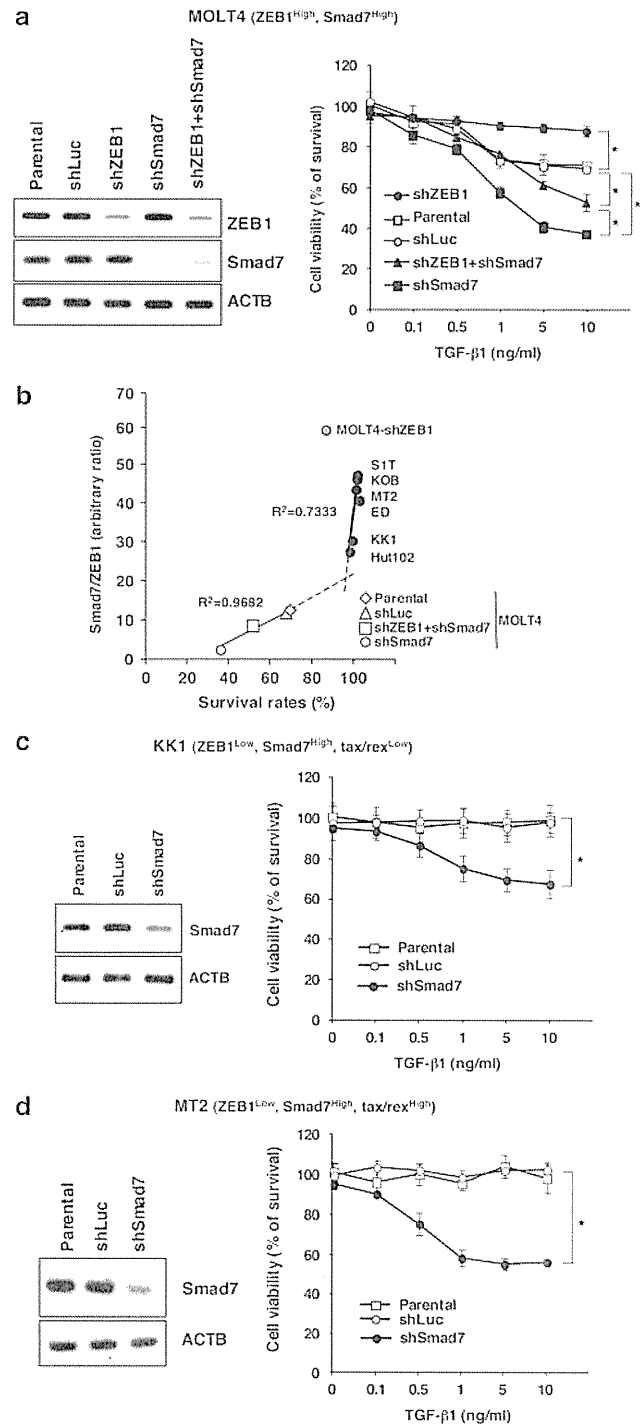 a
MOLT4 (ZEB1High, Smad7High)
Parental
shLuc
shZEB1
shSmad7
shZEB1+shSmad7
ZEB1
Smad7
ACTB
Cell viability (% of survival)
120
100
80
60
40
20
0
shZEB1
Parental
shLuc
shZEB1+shSmad7
shSmad7
*
*
*
*
0 0.1 0.5 1 5 10
TGF-β1 (ng/ml)
b
Smad7/ZEB1 (arbitrary ratio)
70
60
50
40
30
20
10
0
MOLT4-shZEB1
S1T
KOB
MT2
ED
KK1
Hut102
R²=0.7333
R²=0.9682
Parental
shLuc
shZEB1+shSmad7
shSmad7
MOLT4
0 20 40 60 80 100
Survival rates (%)
c
KK1 (ZEB1Low, Smad7High, tax/rexLow)
Parental
shLuc
shSmad7
Smad7
ACTB
Cell viability (% of survival)
120
100
80
60
40
20
0
*
Parental
shLuc
shSmad7
0 0.1 0.5 1 5 10
TGF-β1 (ng/ml)
d
MT2 (ZEB1Low, Smad7High, tax/rexHigh)
Parental
shLuc
shSmad7
Smad7
ACTB
Cell viability (% of survival)
120
100
80
60
40
20
0
*
Parental
shLuc
shSmad7
0 0.1 0.5 1 5 10
TGF-β1 (ng/ml)